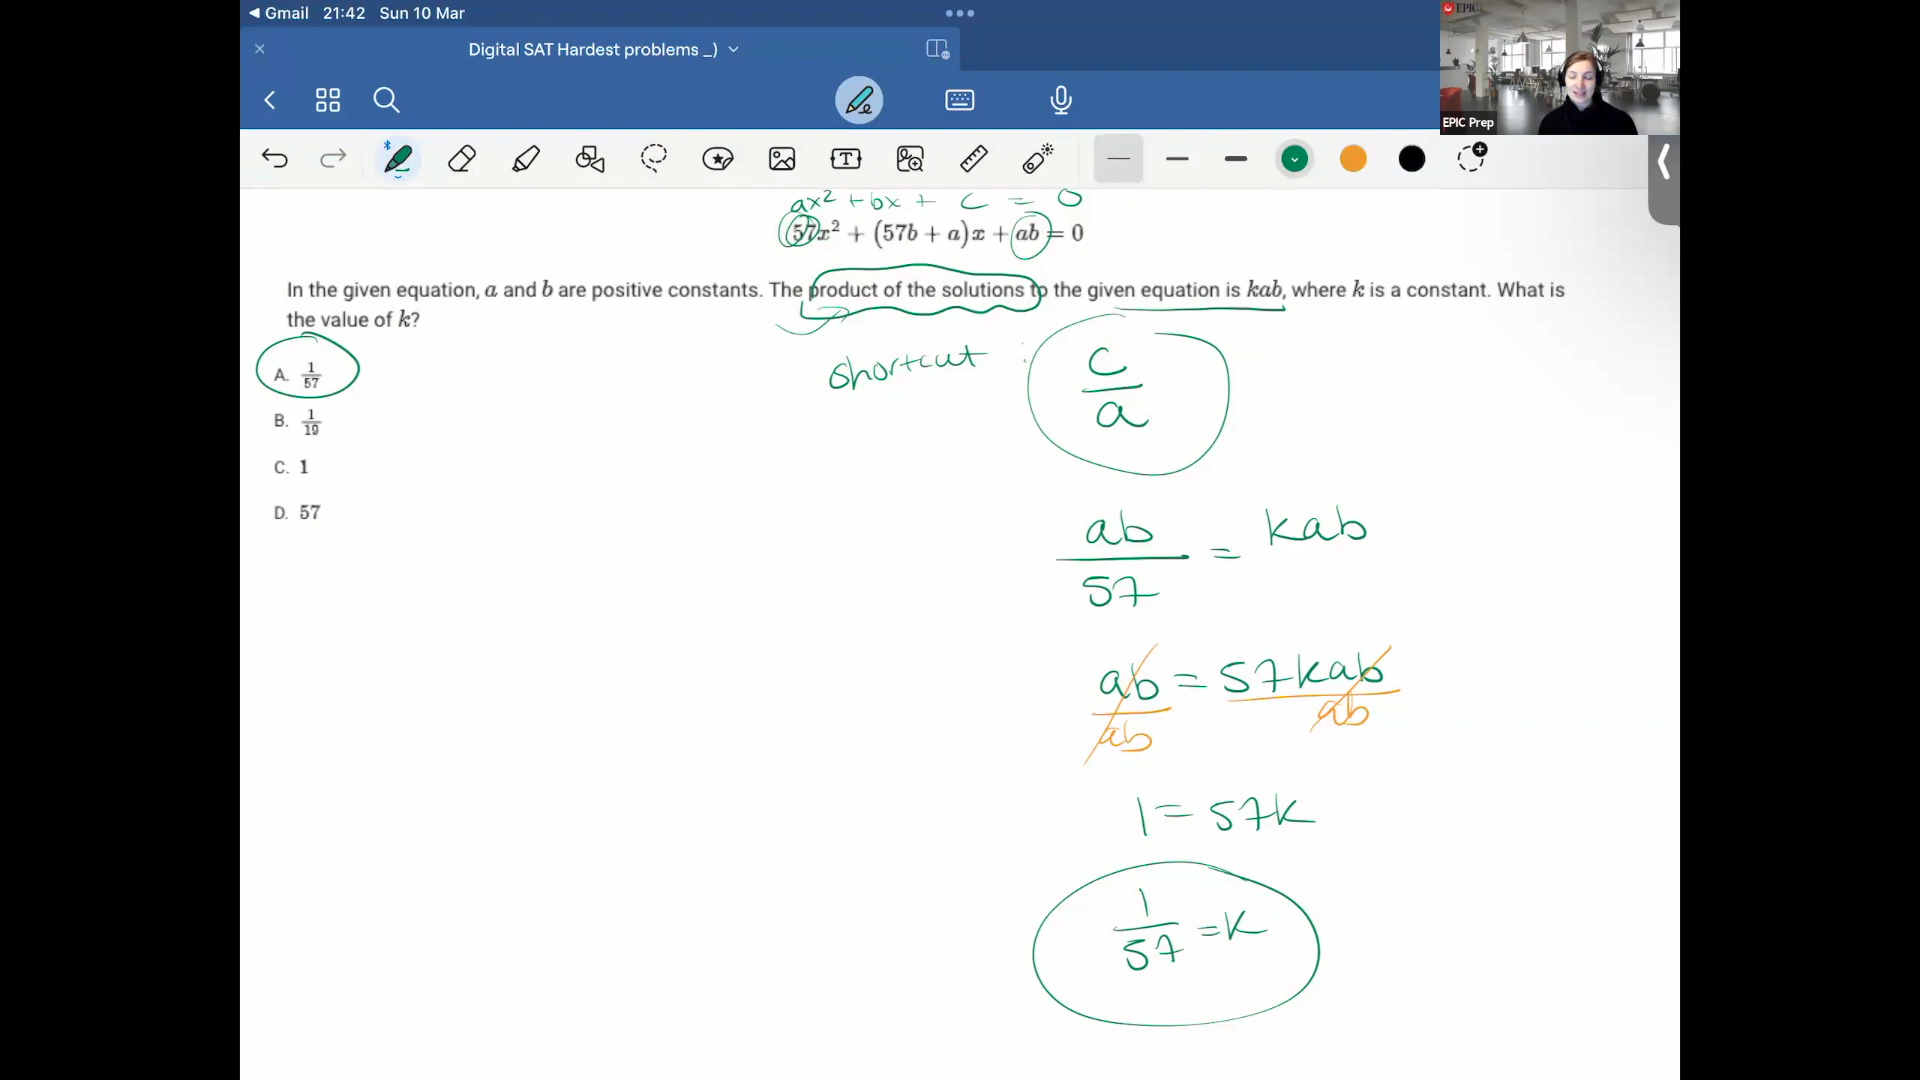 Gmail 21:42 Sun 10 Mar
EPIC
Digital SAT Hardest problems _)
EPIC Prep
ax² + bx + c = 0
57x² + (57b + a)x + ab = 0
In the given equation, a and b are positive constants. The product of the solutions to the given equation is kab, where k is a constant. What is
the value of k?
A. 1/57
B. 1/19
C. 1
D. 57
shortcut : c/a
ab/57 = kab
ab/ab = 57kab/ab
1 = 57k
1/57 = k